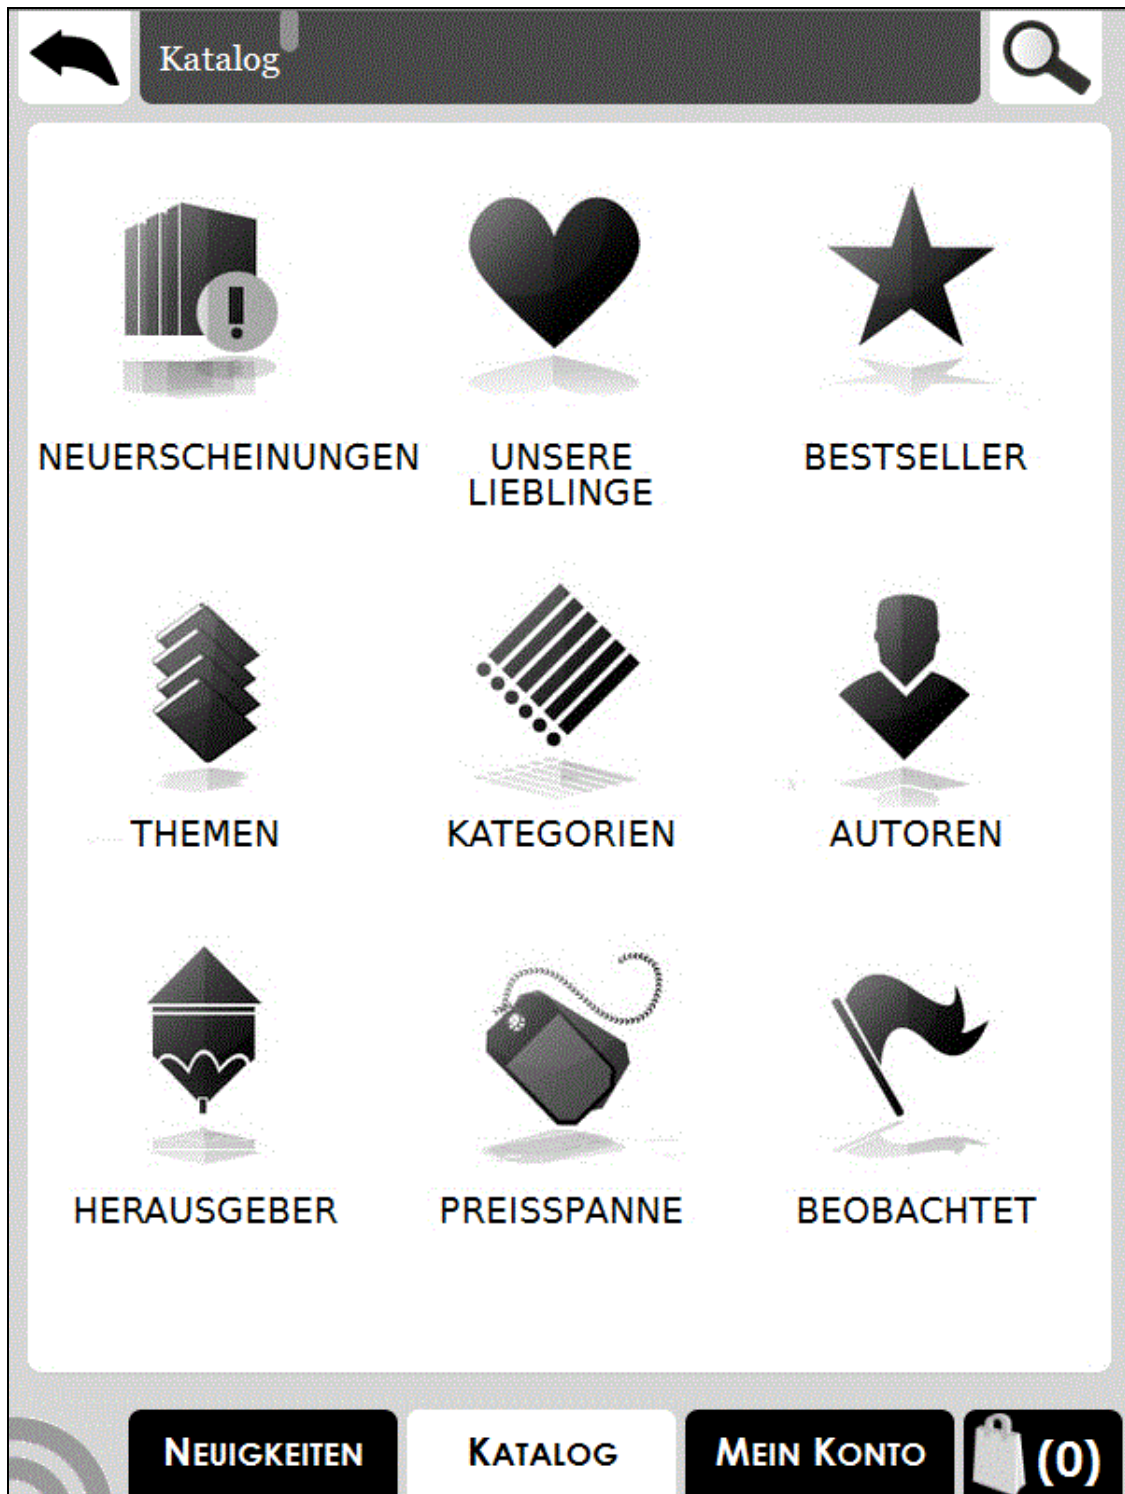 Katalog
NEUERSCHEINUNGEN
UNSERE
LIEBLINGE
BESTSELLER
THEMEN
KATEGORIEN
AUTOREN
HERAUSGEBER
PREISSPANNE
BEOBACHTET
NEUIGKEITEN
KATALOG
MEIN KONTO
(0)